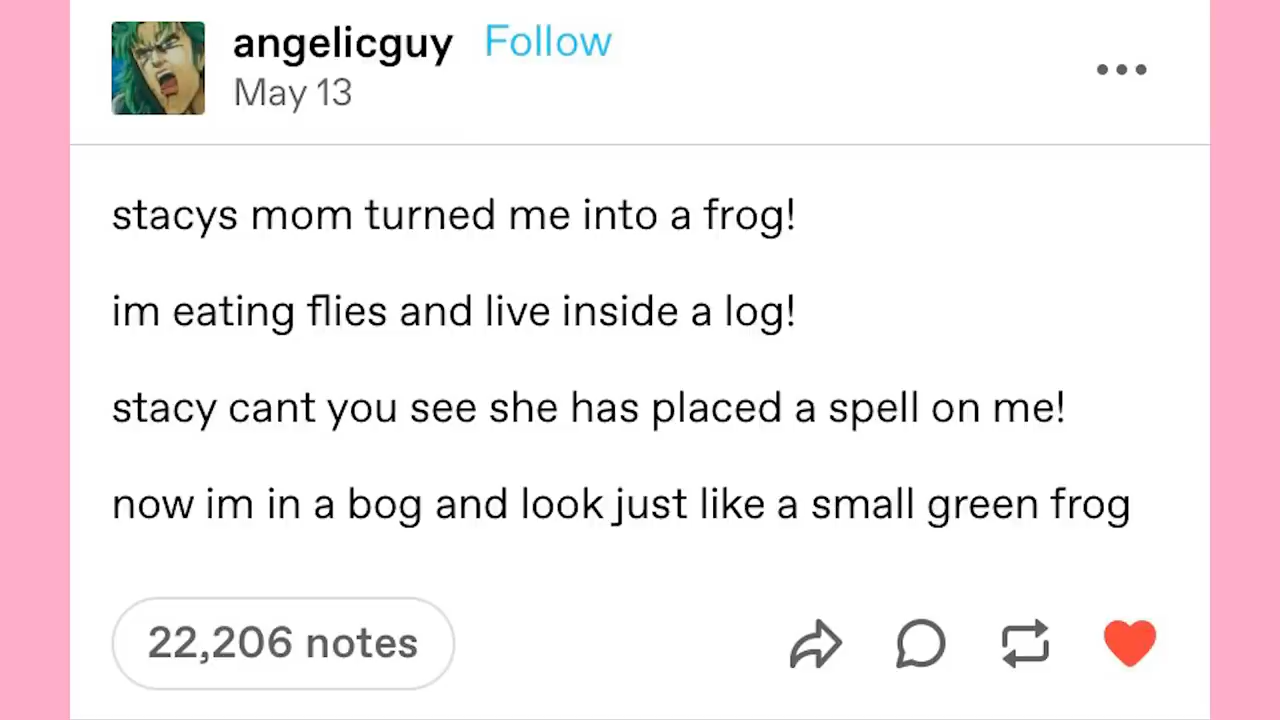 angelicguy Follow
May 13
stacys mom turned me into a frog!
im eating flies and live inside a log!
stacy cant you see she has placed a spell on me!
now im in a bog and look just like a small green frog
22,206 notes